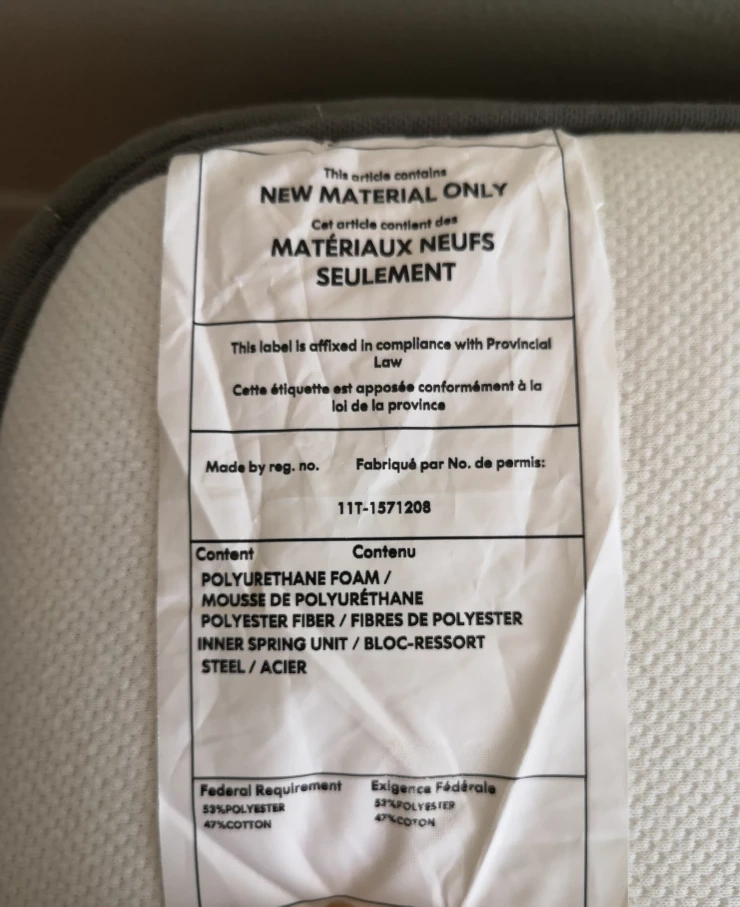 This article contains
NEW MATERIAL ONLY
Cet article contient des
MATÉRIAUX NEUFS
SEULEMENT
This label is affixed in compliance with Provincial
Law
Cette étiquette est apposée conformément à la
loi de la province
Made by reg. no. Fabriqué par No. de permis:
11T-1571208
Content Contenu
POLYURETHANE FOAM /
MOUSSE DE POLYURÉTHANE
POLYESTER FIBER / FIBRES DE POLYESTER
INNER SPRING UNIT / BLOC-RESSORT
STEEL / ACIER
Federal Requirement Exigence Fédérale
53%POLYESTER 53%POLYESTER
47%COTTON 47%COTON